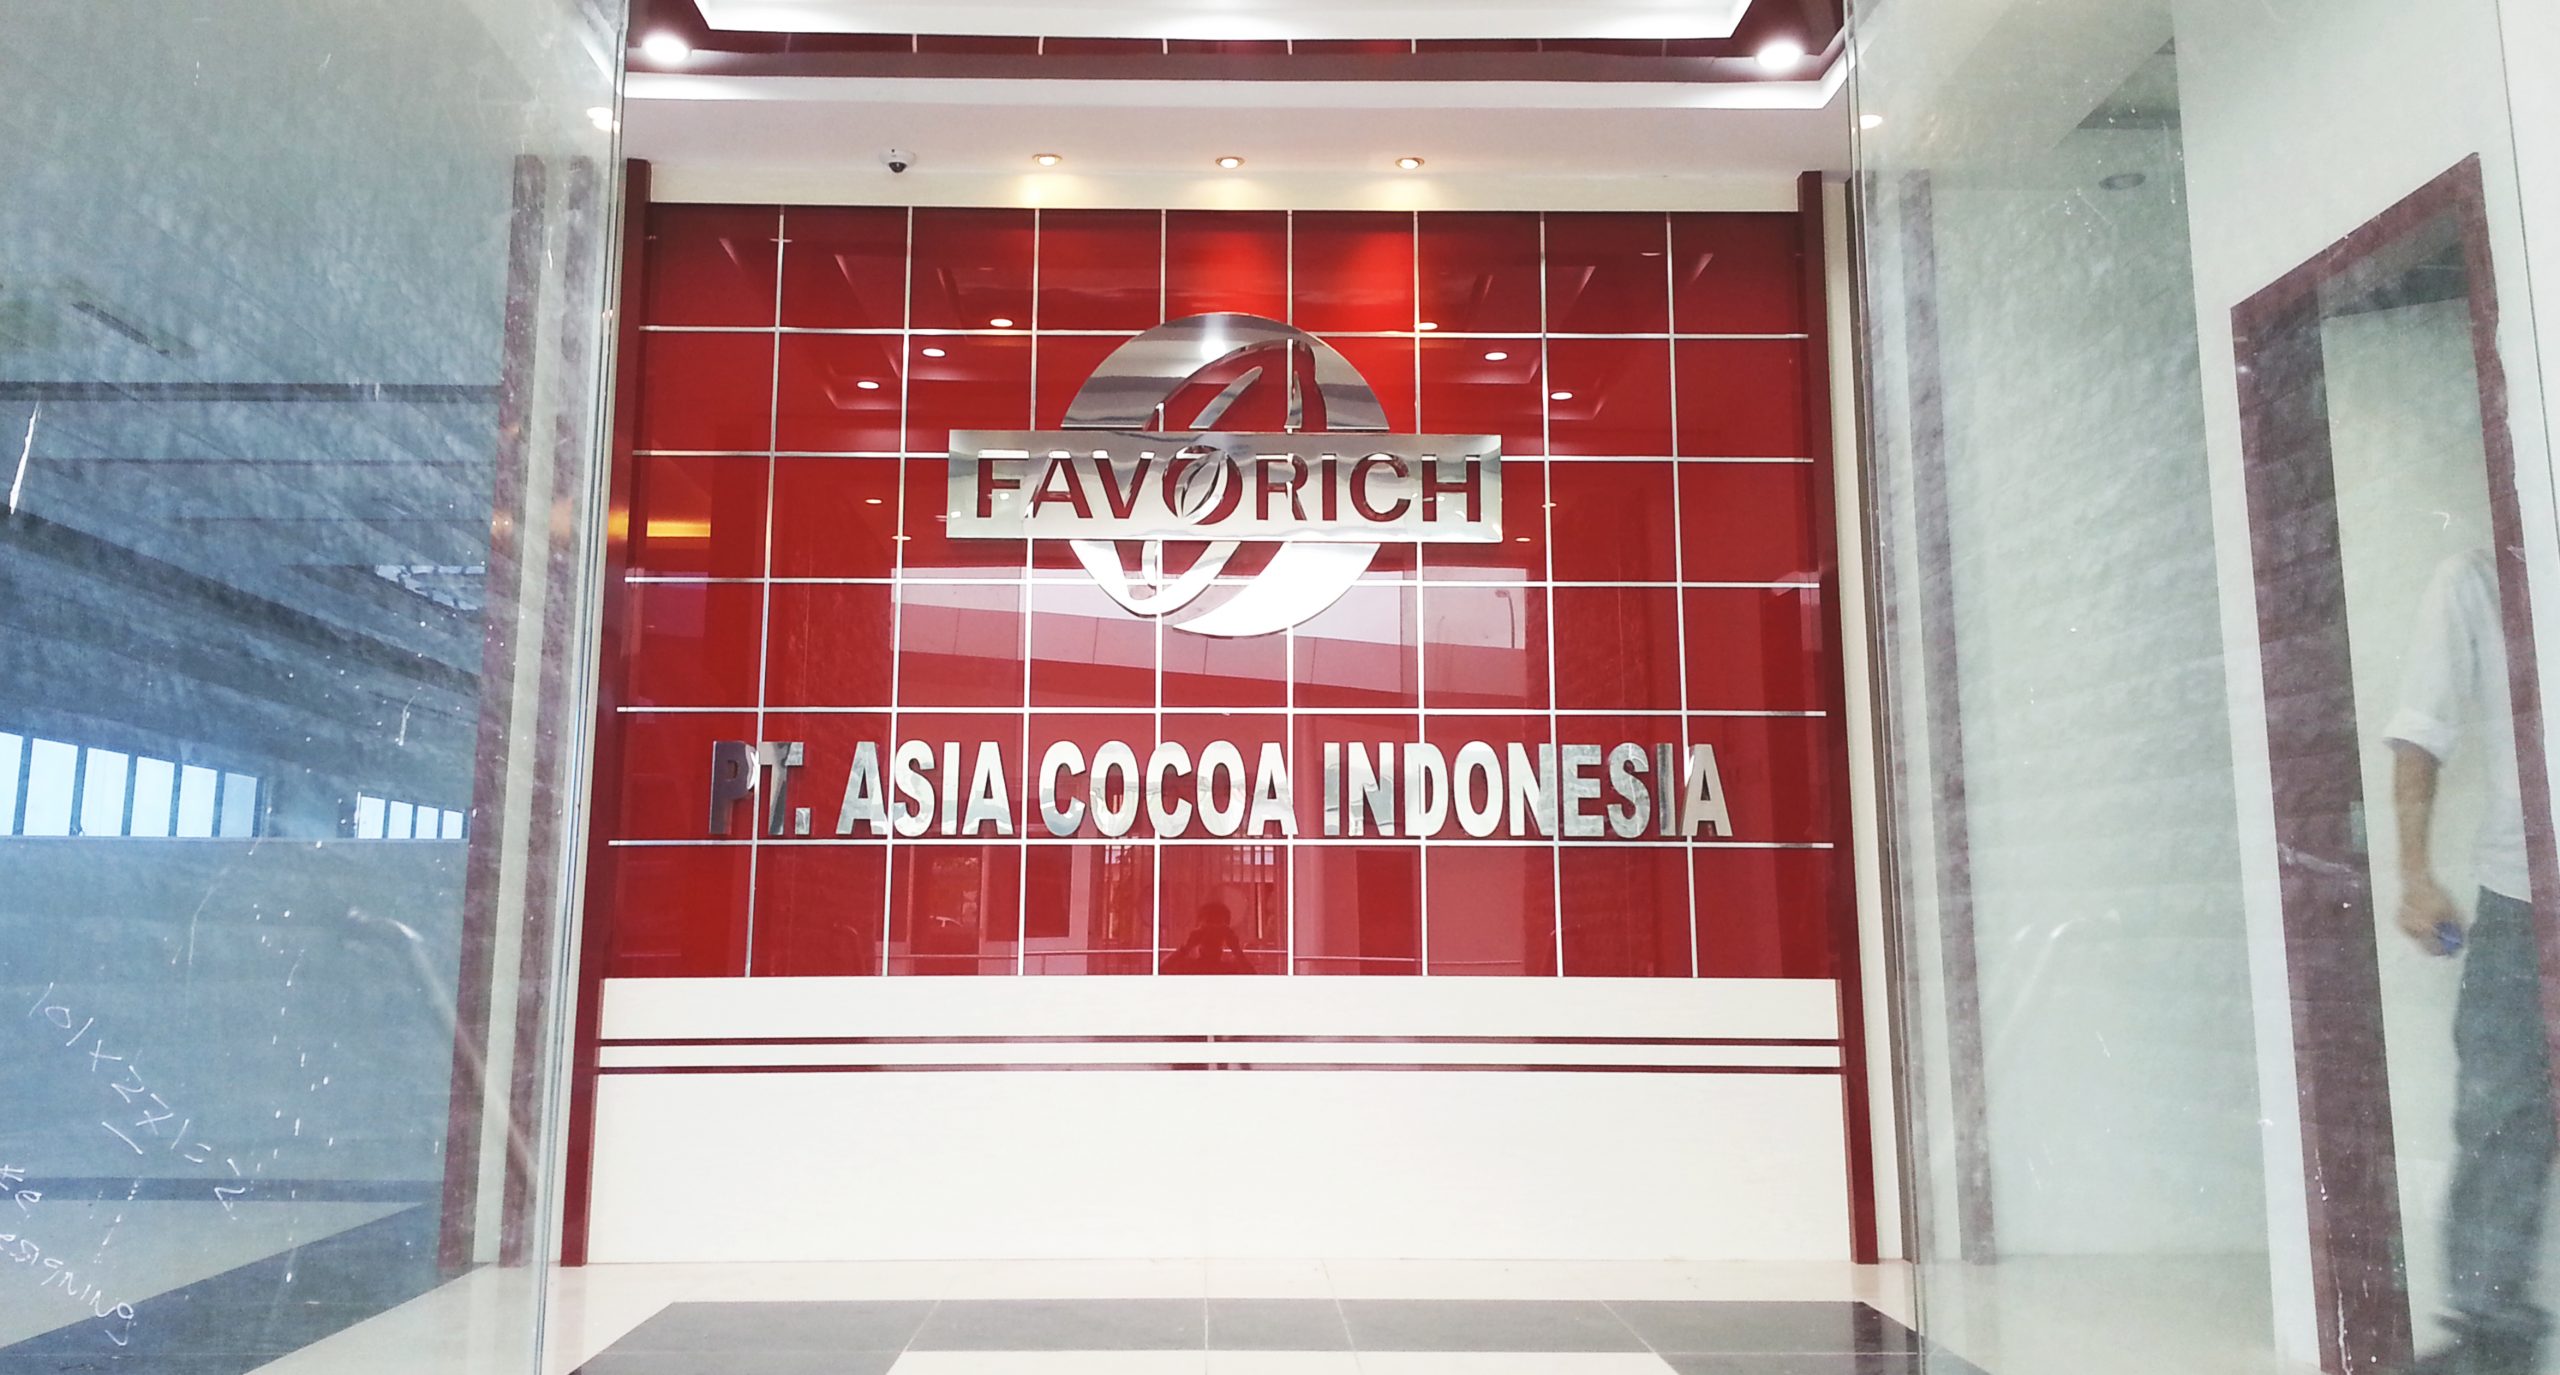 FAVORICH
PT. ASIA COCOA INDONESIA